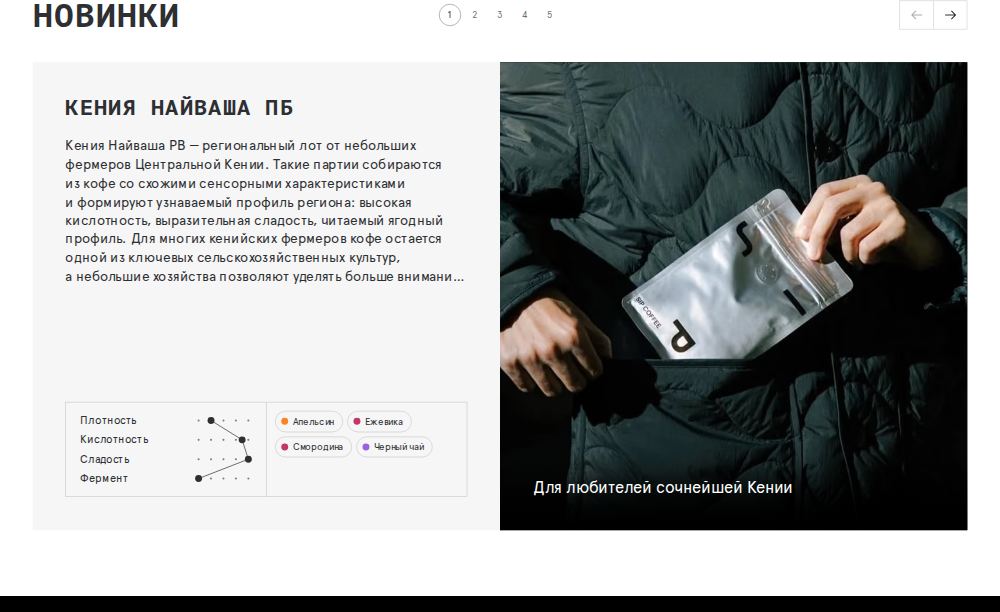 НОВИНКИ
1 2 3 4 5
КЕНИЯ НАЙВАША ПБ
Кения Найваша PB — региональный лот от небольших
фермеров Центральной Кении. Такие партии собираются
из кофе со схожими сенсорными характеристиками
и формируют узнаваемый профиль региона: высокая
кислотность, выразительная сладость, читаемый ягодный
профиль. Для многих кенийских фермеров кофе остается
одной из ключевых сельскохозяйственных культур,
а небольшие хозяйства позволяют уделять больше внимани...
Плотность
Кислотность
Сладость
Фермент
Апельсин Ежевика
Смородина Черный чай
S
I
P
SIP COFFEE
Для любителей сочнейшей Кении